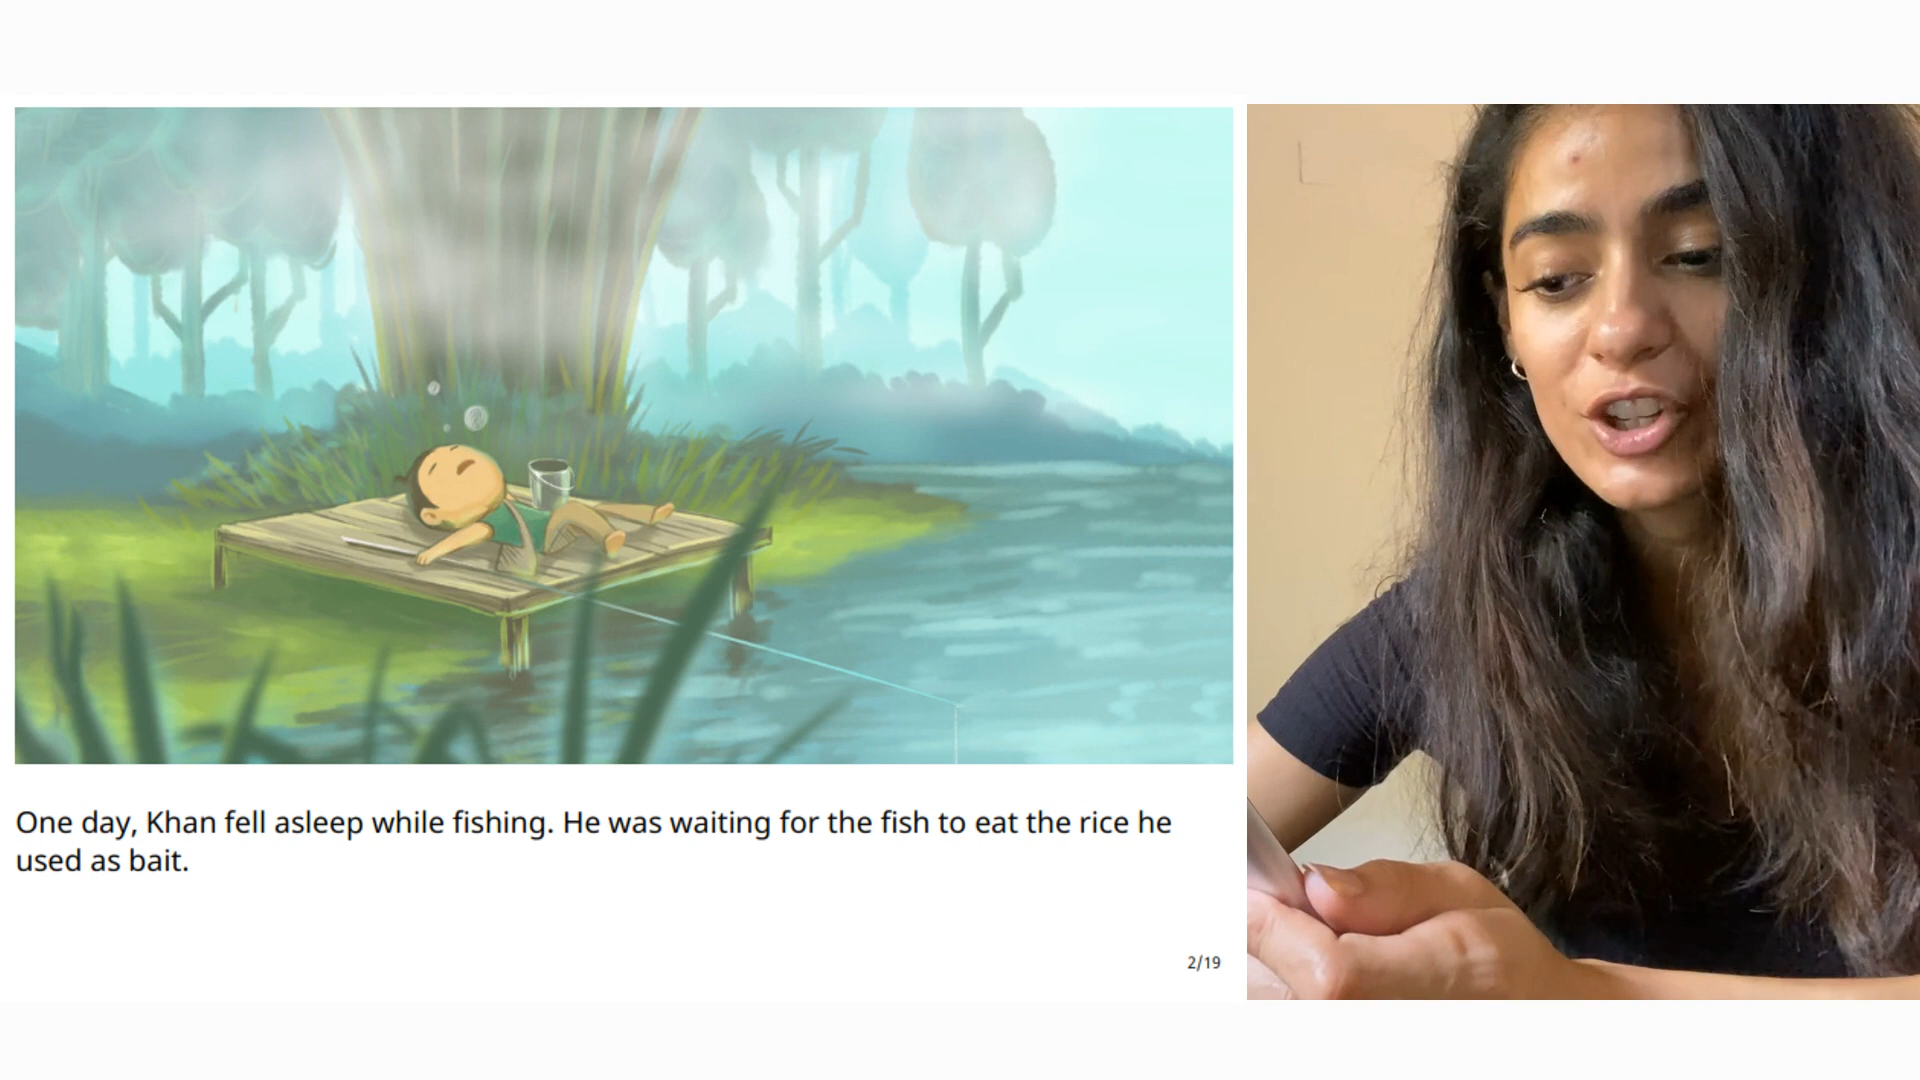 One day, Khan fell asleep while fishing. He was waiting for the fish to eat the rice he
used as bait.
2/19